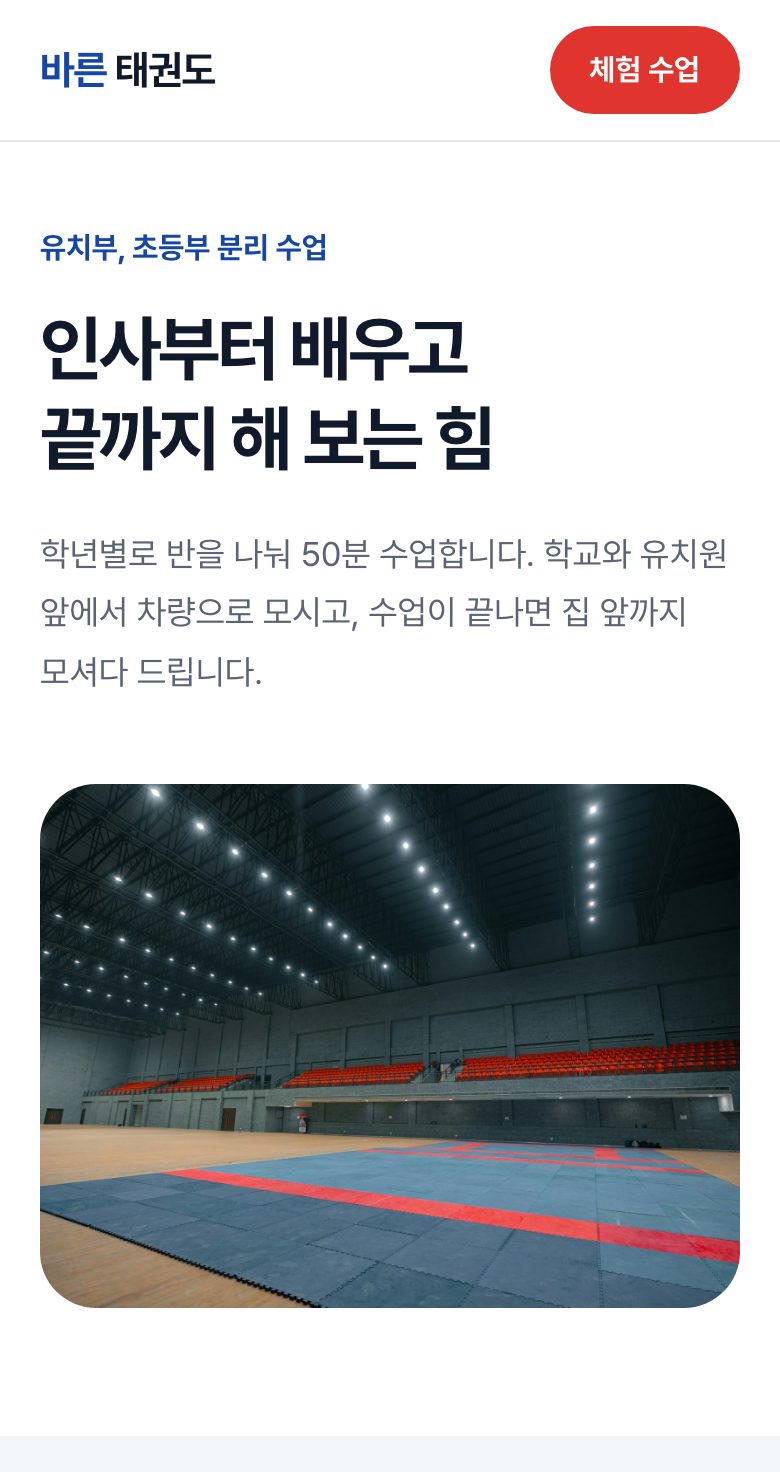 바른 태권도
체험 수업
유치부, 초등부 분리 수업
인사부터 배우고
끝까지 해 보는 힘
학년별로 반을 나눠 50분 수업합니다. 학교와 유치원
앞에서 차량으로 모시고, 수업이 끝나면 집 앞까지
모셔다 드립니다.